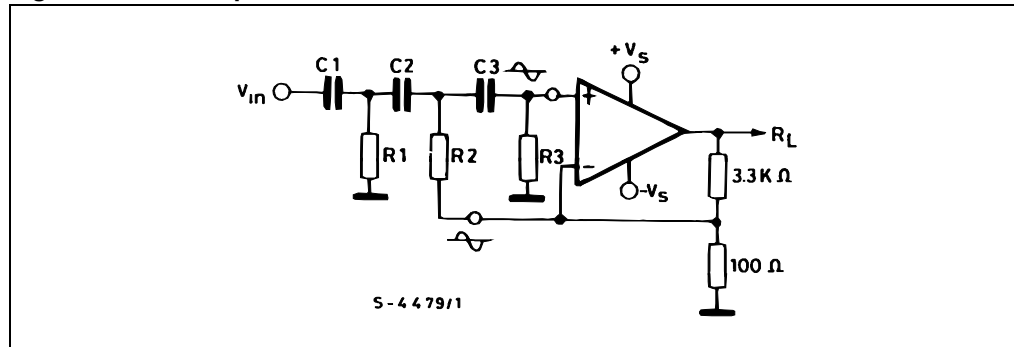 C1
C2
C3
+Vs
Vin
+
RL
R1
R2
R3
-
3.3K Ω
-Vs
100 Ω
S-4479/1